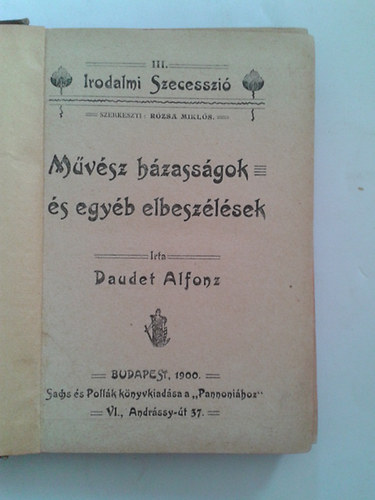 III.
Irodalmi Szecesszió
SZERKESZTI: RÓZSA MIKLÓS.
Művész házasságok
és egyéb elbeszélések
Irta
Daudet Alfonz
BUDAPEST, 1900.
Sachs és Pollák könyvkiadása a „Pannoniához"
VI., Andrássy-út 37.